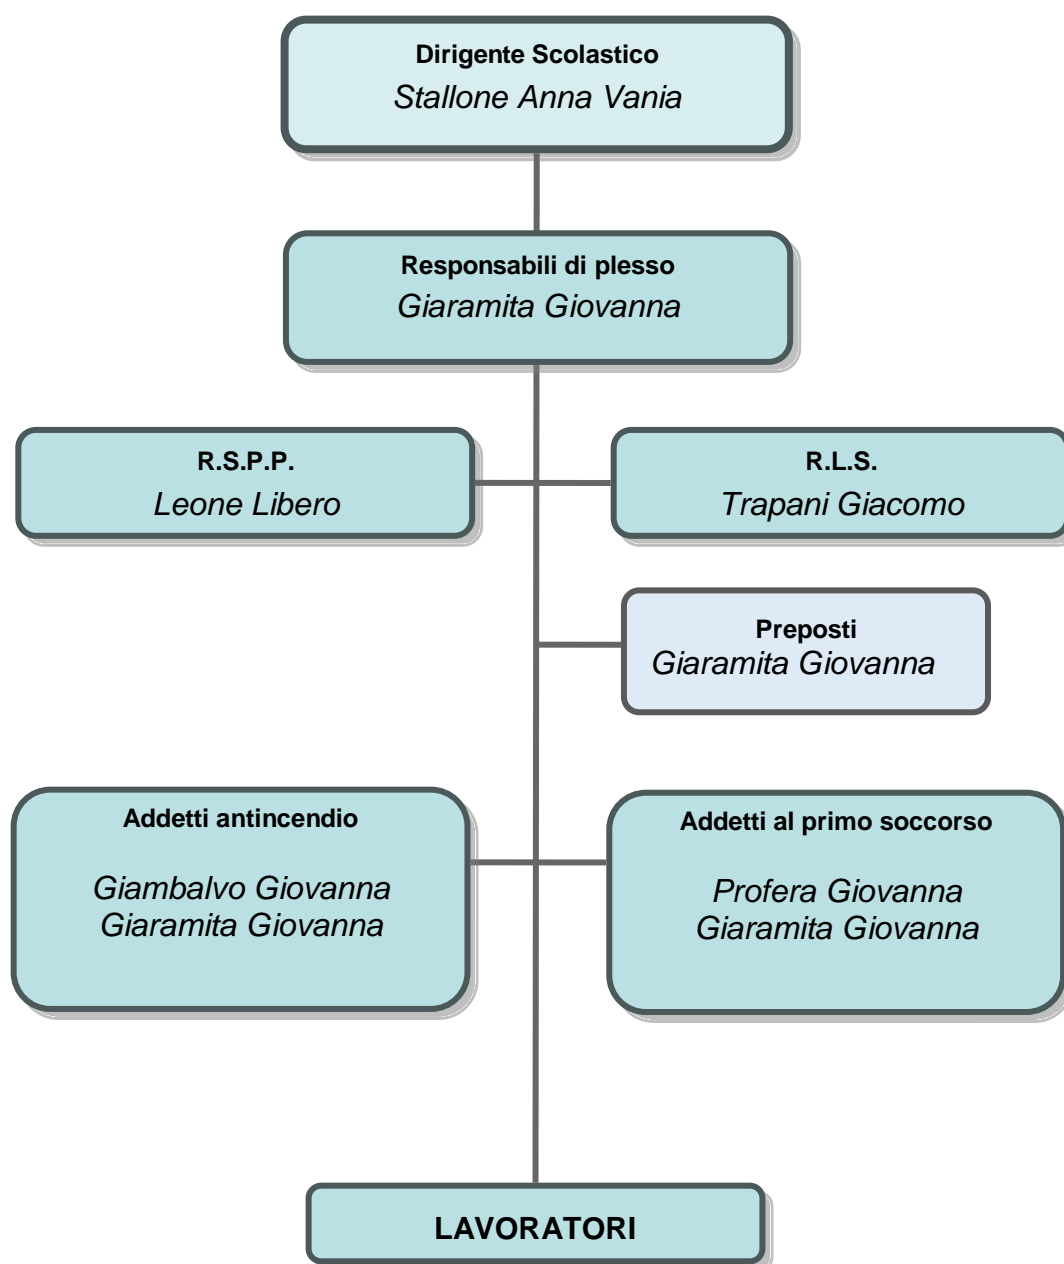 Dirigente Scolastico
Stallone Anna Vania
Responsabili di plesso
Giaramita Giovanna
R.S.P.P.
Leone Libero
R.L.S.
Trapani Giacomo
Preposti
Giaramita Giovanna
Addetti antincendio
Giambalvo Giovanna
Giaramita Giovanna
Addetti al primo soccorso
Profera Giovanna
Giaramita Giovanna
LAVORATORI